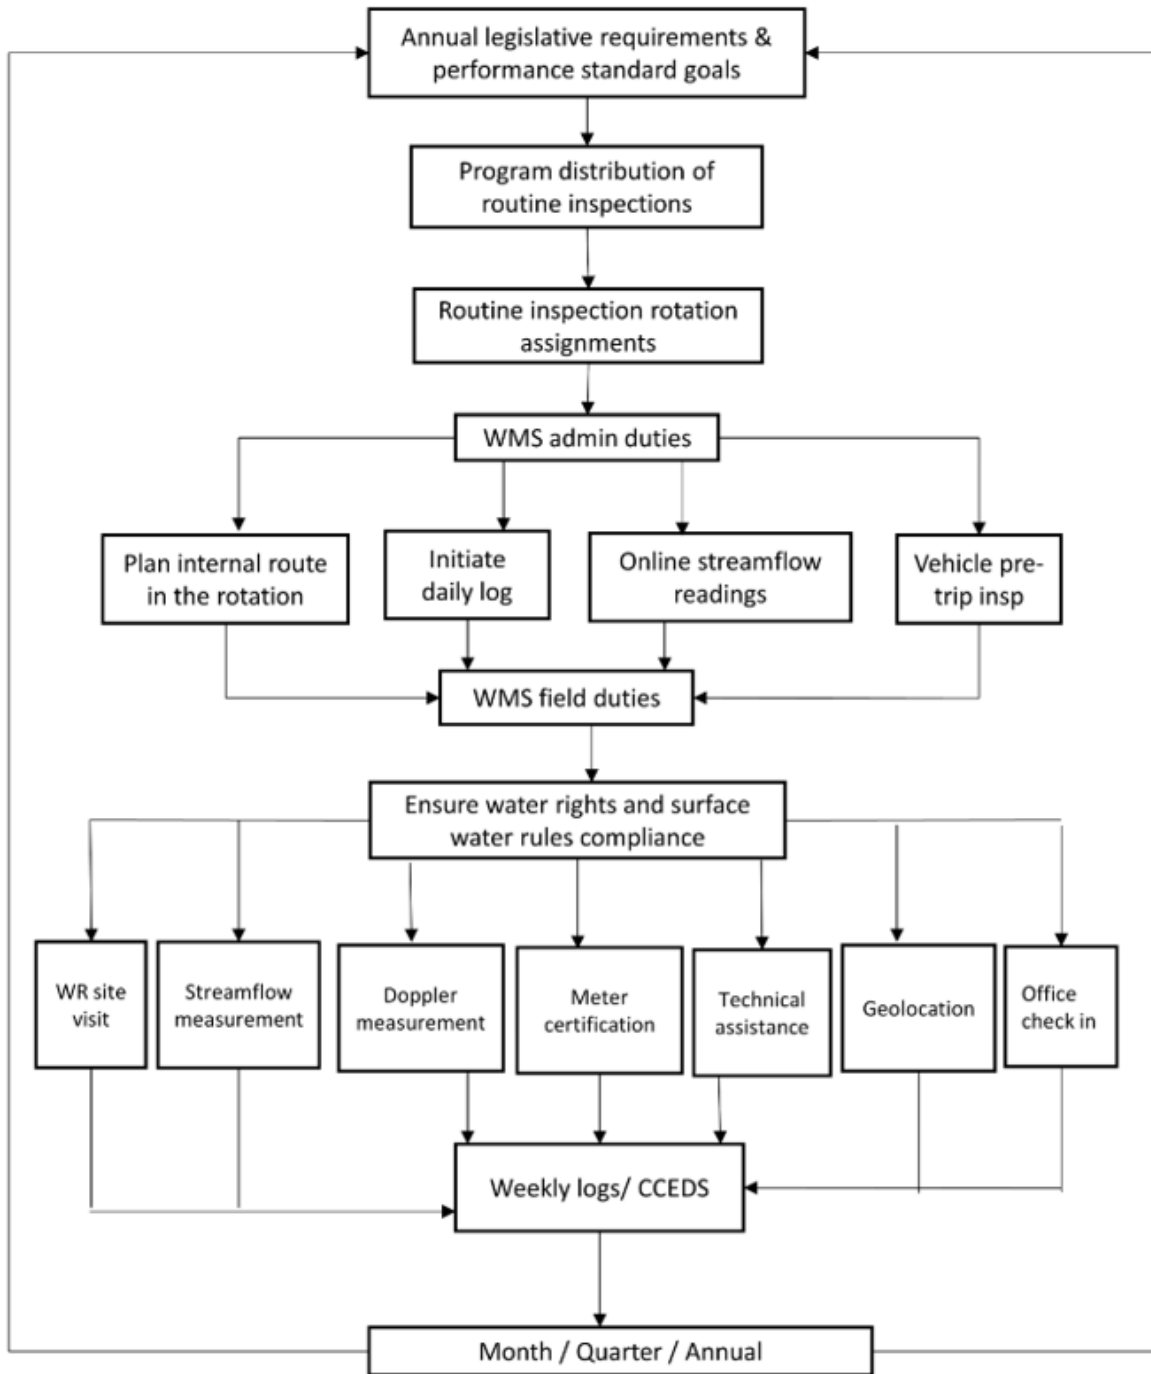 Annual legislative requirements &
performance standard goals
Program distribution of
routine inspections
Routine inspection rotation
assignments
WMS admin duties
Plan internal route
in the rotation
Initiate
daily log
Online streamflow
readings
Vehicle pre-
trip insp
WMS field duties
Ensure water rights and surface
water rules compliance
WR site
visit
Streamflow
measurement
Doppler
measurement
Meter
certification
Technical
assistance
Geolocation
Office
check in
Weekly logs/ CCEDS
Month / Quarter / Annual